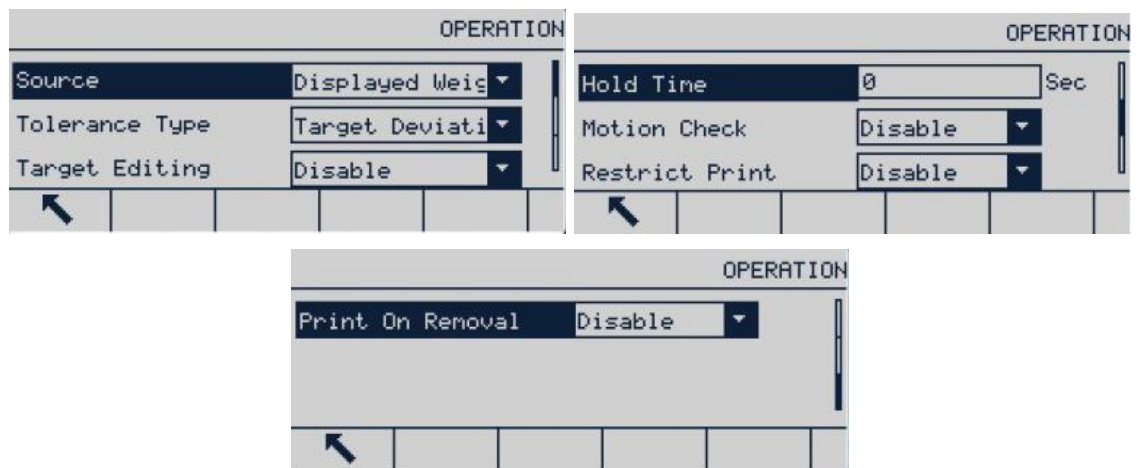 OPERATION
Source Displayed Weig
Tolerance Type Target Deviati
Target Editing Disable
OPERATION
Hold Time 0 Sec
Motion Check Disable
Restrict Print Disable
OPERATION
Print On Removal Disable